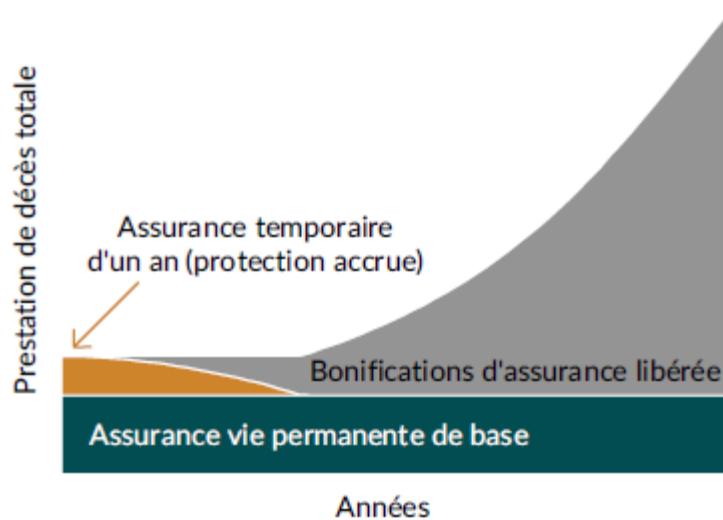 Prestation de décès totale
Assurance temporaire
d'un an (protection accrue)
Bonifications d'assurance libérée
Assurance vie permanente de base
Années